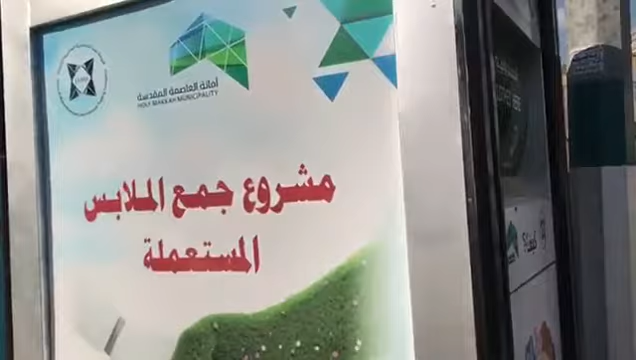 أمانة العاصمة المقدسة
HOLY MAKKAH MUNICIPALITY
مشروع جمع الملابس
المستعملة